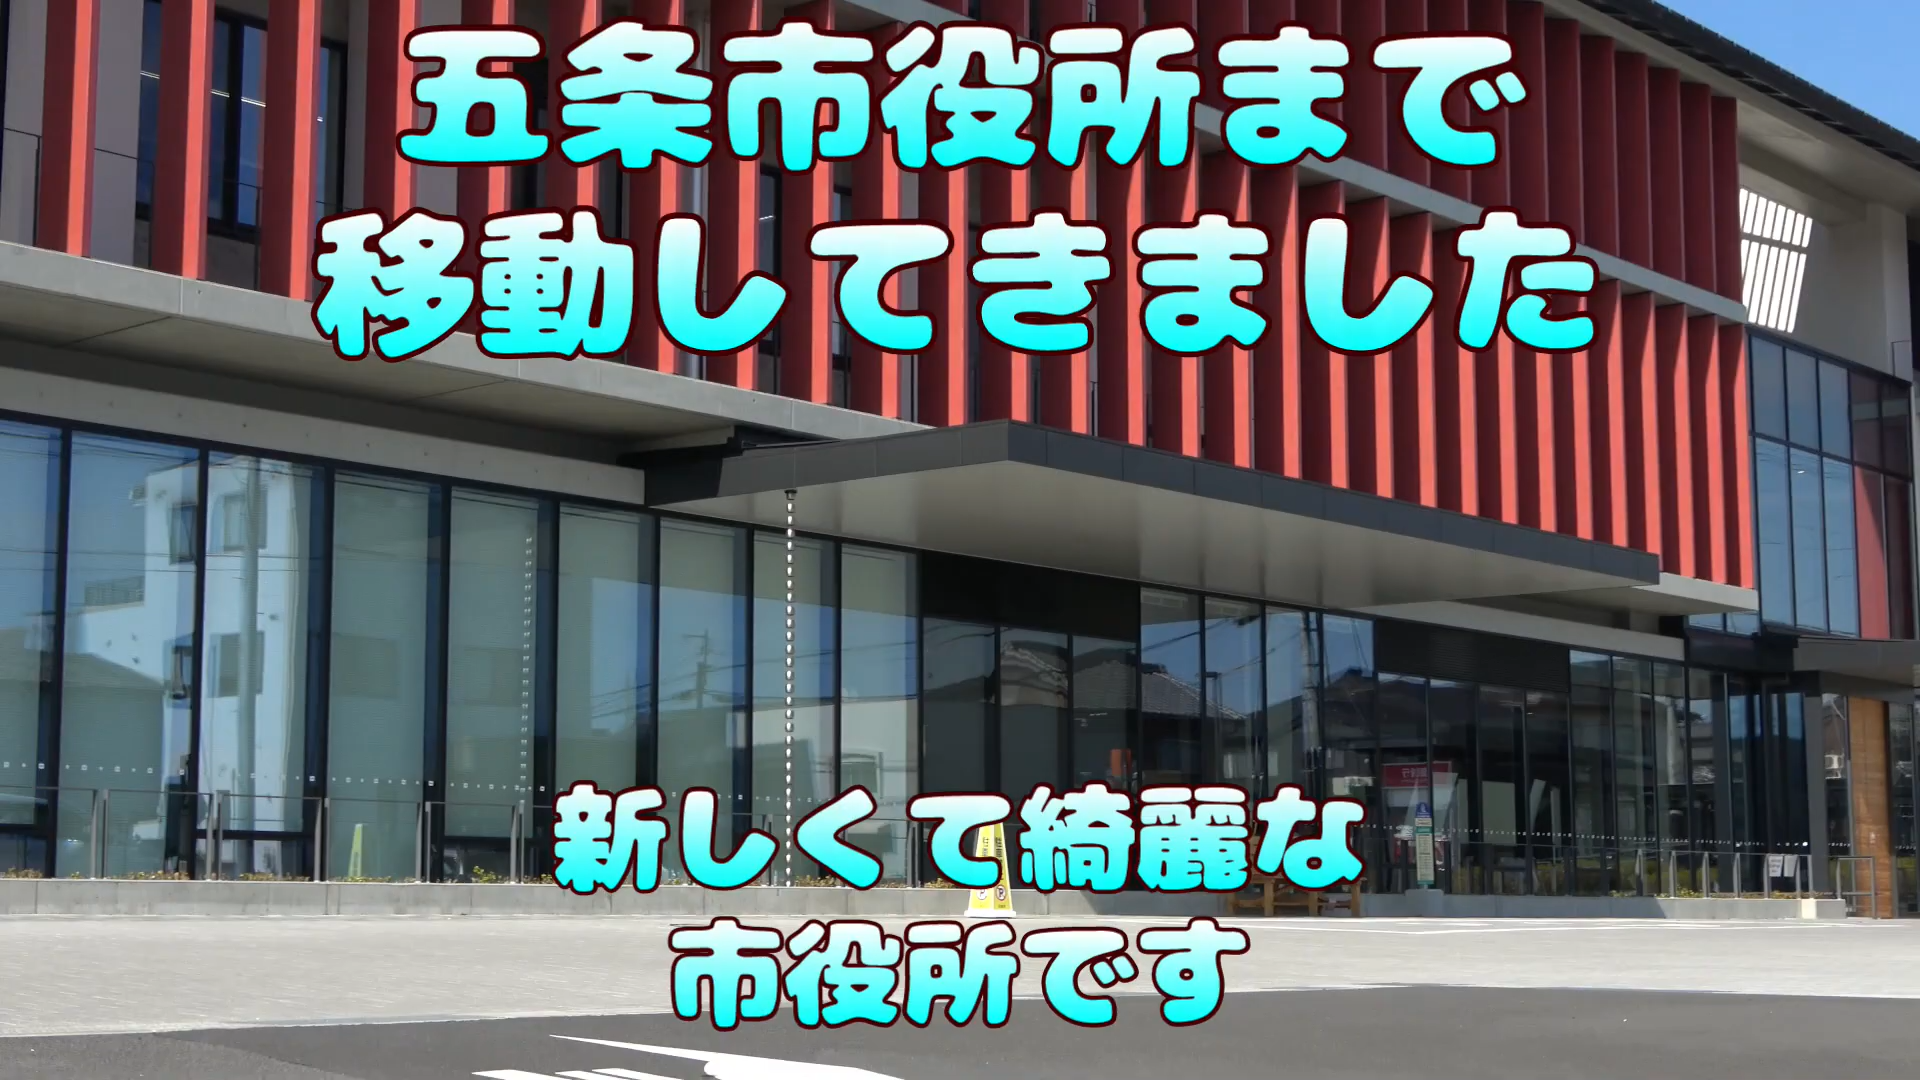 五条市役所まで
移動してきました
新しくて綺麗な
市役所です